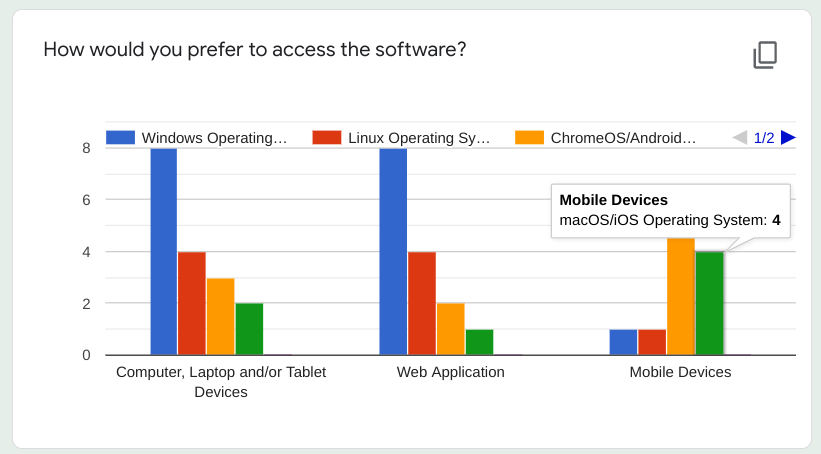 How would you prefer to access the software?
Windows Operating... Linux Operating Sy... ChromeOS/Android... 1/2
8
6
4
2
0
Mobile Devices
macOS/iOS Operating System: 4
Computer, Laptop and/or Tablet
Devices
Web Application
Mobile Devices